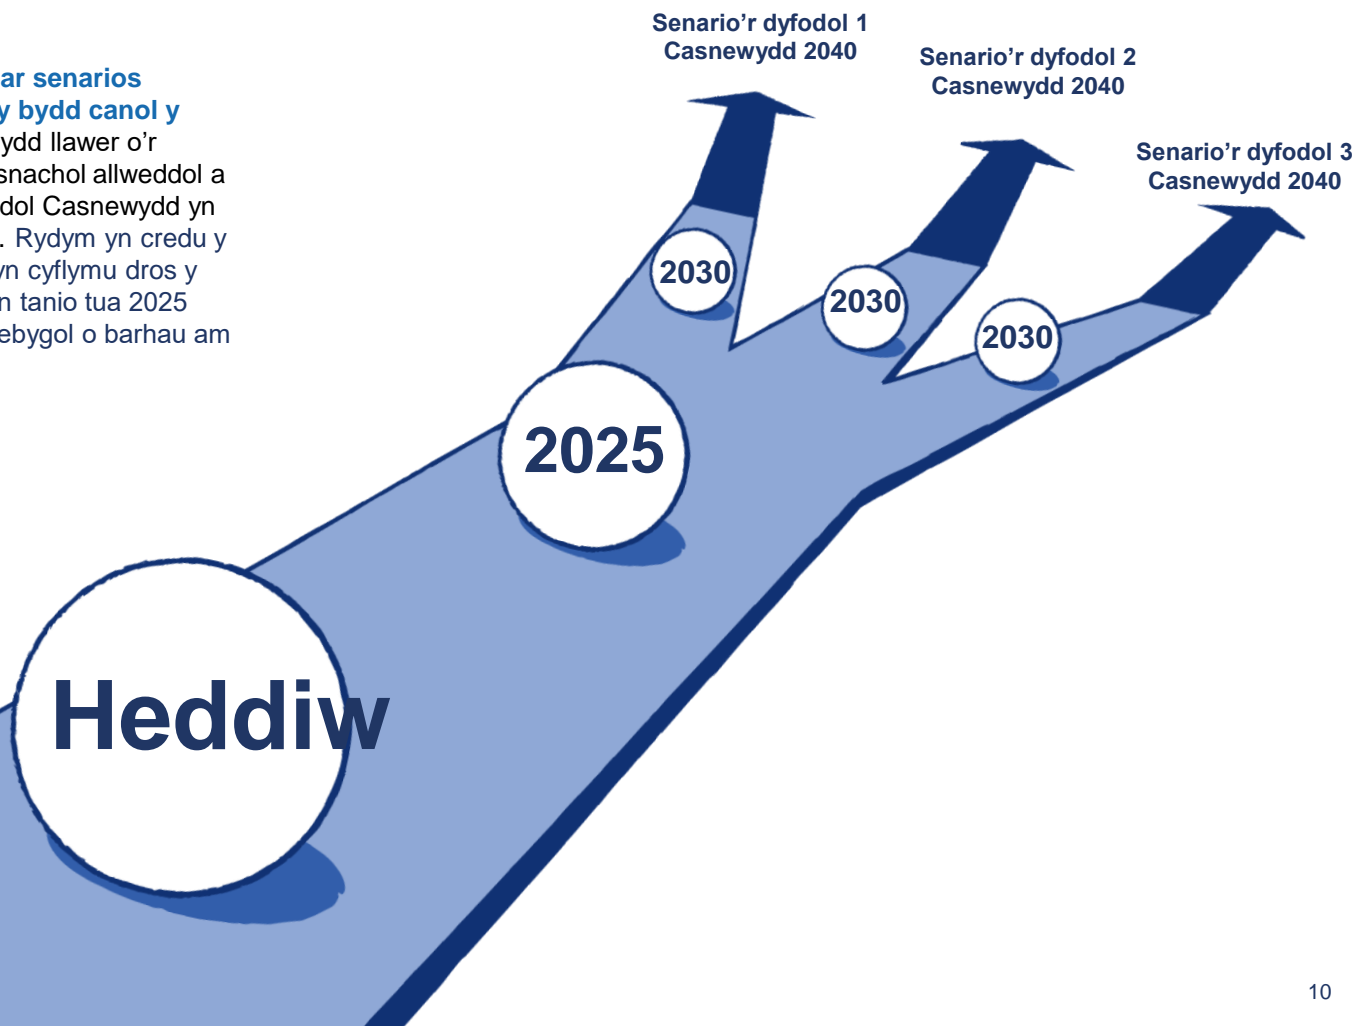 Senario’r dyfodol 1
Casnewydd 2040
Senario’r dyfodol 2
Casnewydd 2040
Senario’r dyfodol 3
Casnewydd 2040
ar senarios
y bydd canol y
ydd llawer o’r
snachol allweddol a
dol Casnewydd yn
. Rydym yn credu y
yn cyflymu dros y
n tanio tua 2025
ebygol o barhau am
2030
2030
2030
2025
Heddiw
10